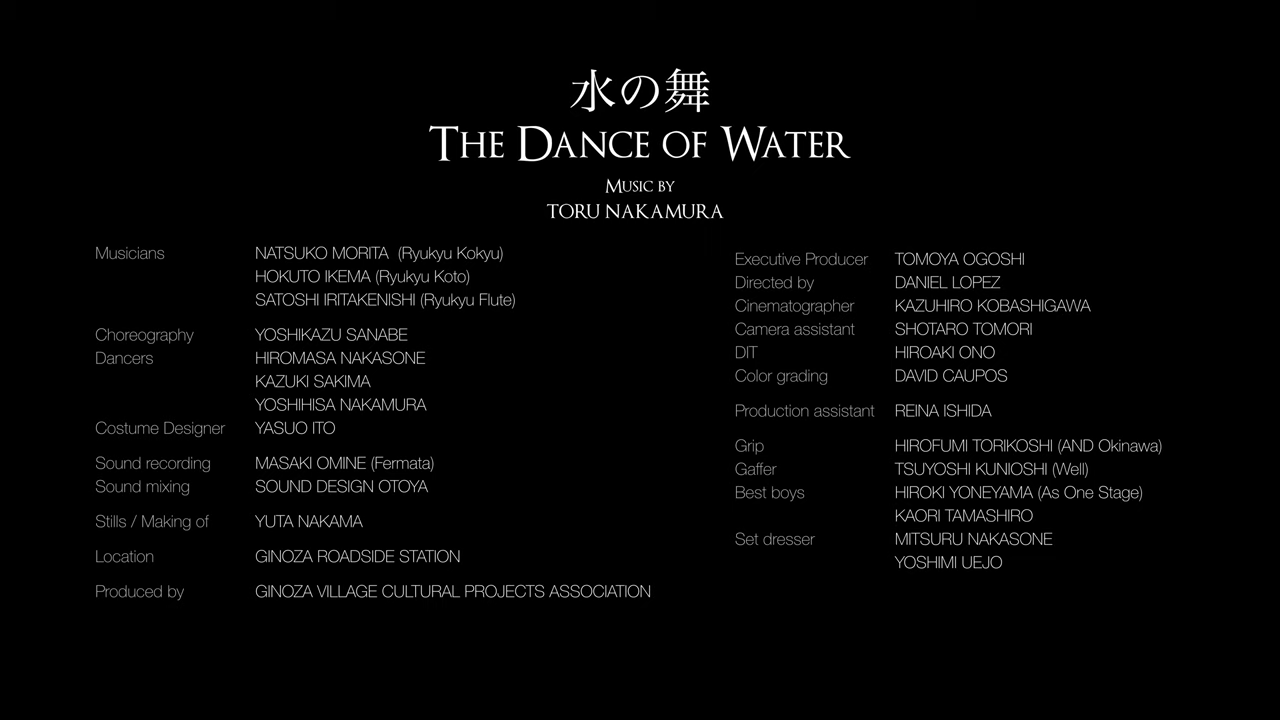 水の舞
THE DANCE OF WATER
MUSIC BY
TORU NAKAMURA
Musicians NATSUKO MORITA (Ryukyu Kokyu)
HOKUTO IKEMA (Ryukyu Koto)
SATOSHI IRITAKENISHI (Ryukyu Flute)
Choreography YOSHIKAZU SANABE
Dancers HIROMASA NAKASONE
KAZUKI SAKIMA
YOSHIHISA NAKAMURA
Costume Designer YASUO ITO
Sound recording MASAKI OMINE (Fermata)
Sound mixing SOUND DESIGN OTOYA
Stills / Making of YUTA NAKAMA
Location GINOZA ROADSIDE STATION
Produced by GINOZA VILLAGE CULTURAL PROJECTS ASSOCIATION
Executive Producer TOMOYA OGOSHI
Directed by DANIEL LOPEZ
Cinematographer KAZUHIRO KOBASHIGAWA
Camera assistant SHOTARO TOMORI
DIT HIROAKI ONO
Color grading DAVID CAUPOS
Production assistant REINA ISHIDA
Grip HIROFUMI TORIKOSHI (AND Okinawa)
Gaffer TSUYOSHI KUNIOSHI (Well)
Best boys HIROKI YONEYAMA (As One Stage)
KAORI TAMASHIRO
Set dresser MITSURU NAKASONE
YOSHIMI UEJO